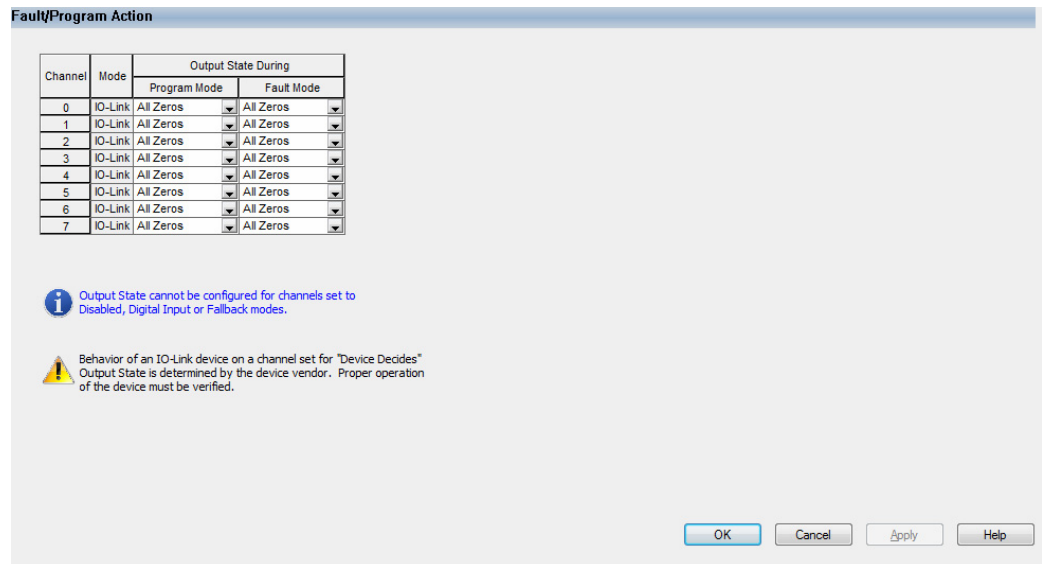 Fault/Program Action
Channel Mode Output State During
Program Mode Fault Mode
0 IO-Link All Zeros All Zeros
1 IO-Link All Zeros All Zeros
2 IO-Link All Zeros All Zeros
3 IO-Link All Zeros All Zeros
4 IO-Link All Zeros All Zeros
5 IO-Link All Zeros All Zeros
6 IO-Link All Zeros All Zeros
7 IO-Link All Zeros All Zeros
Output State cannot be configured for channels set to
Disabled, Digital Input or Fallback modes.
Behavior of an IO-Link device on a channel set for "Device Decides"
Output State is determined by the device vendor. Proper operation
of the device must be verified.
OK Cancel Apply Help